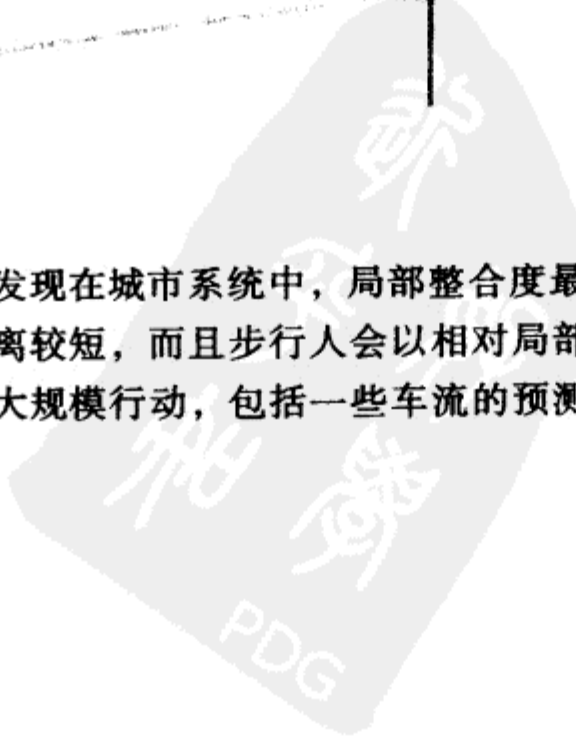 发现在城市系统中，局部整合度最
离较短，而且步行人会以相对局部
大规模行动，包括一些车流的预测
PDG